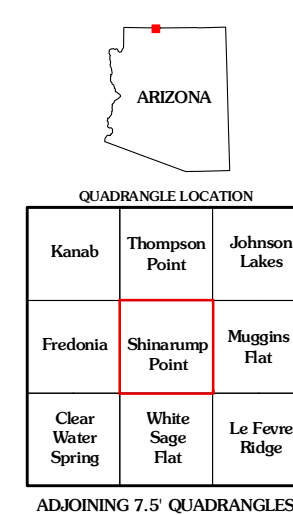 ARIZONA
QUADRANGLE LOCATION
Kanab
Thompson
Point
Johnson
Lakes
Fredonia
Shinarump
Point
Muggins
Flat
Clear
Water
Spring
White
Sage
Flat
Le Fevre
Ridge
ADJOINING 7.5' QUADRANGLES